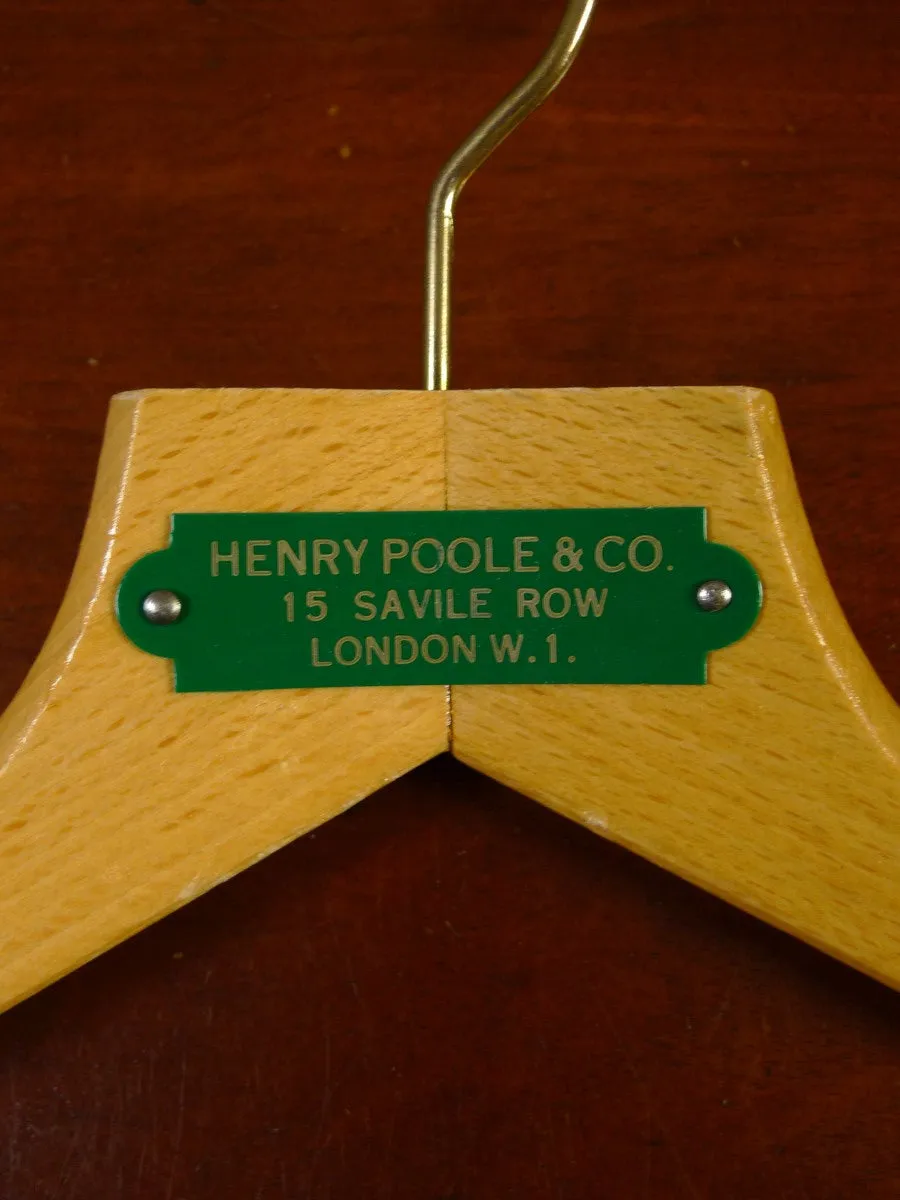 HENRY POOLE & CO.
15 SAVILE ROW
LONDON W.1.